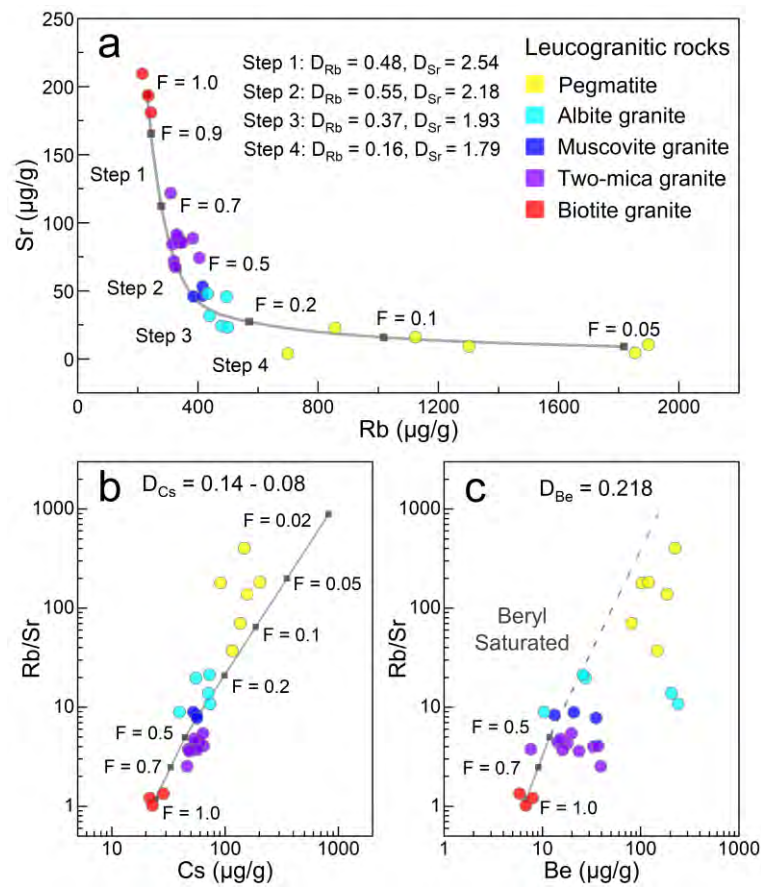 a
Step 1: D_Rb = 0.48, D_Sr = 2.54
Step 2: D_Rb = 0.55, D_Sr = 2.18
Step 3: D_Rb = 0.37, D_Sr = 1.93
Step 4: D_Rb = 0.16, D_Sr = 1.79
Leucogranitic rocks
Pegmatite
Albite granite
Muscovite granite
Two-mica granite
Biotite granite
F = 1.0
F = 0.9
F = 0.7
F = 0.5
F = 0.2
F = 0.1
F = 0.05
Step 1
Step 2
Step 3
Step 4
Sr (µg/g)
250
200
150
100
50
0
0
400
800
1200
1600
2000
Rb (µg/g)
b
D_Cs = 0.14 - 0.08
F = 0.02
F = 0.05
F = 0.1
F = 0.2
F = 0.5
F = 0.7
F = 1.0
Rb/Sr
1000
100
10
1
10
100
1000
Cs (µg/g)
c
D_Be = 0.218
Beryl
Saturated
F = 0.5
F = 0.7
F = 1.0
Rb/Sr
1000
100
10
1
1
10
100
1000
Be (µg/g)